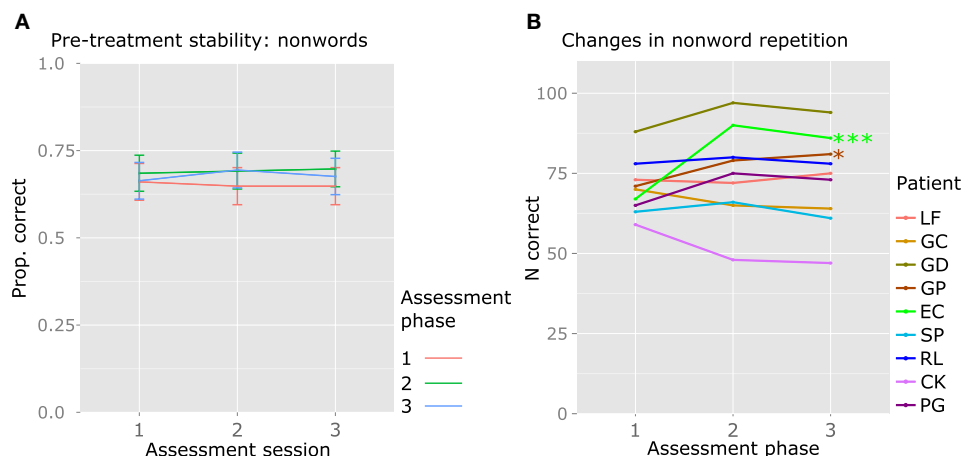 A
Pre-treatment stability: nonwords
1.0
0.75
0.5
0.25
0.0
Prop. correct
1 2 3
Assessment session
Assessment
phase
1
2
3
B
Changes in nonword repetition
100
75
50
25
0
N correct
***
*
1 2 3
Assessment phase
Patient
LF
GC
GD
GP
EC
SP
RL
CK
PG